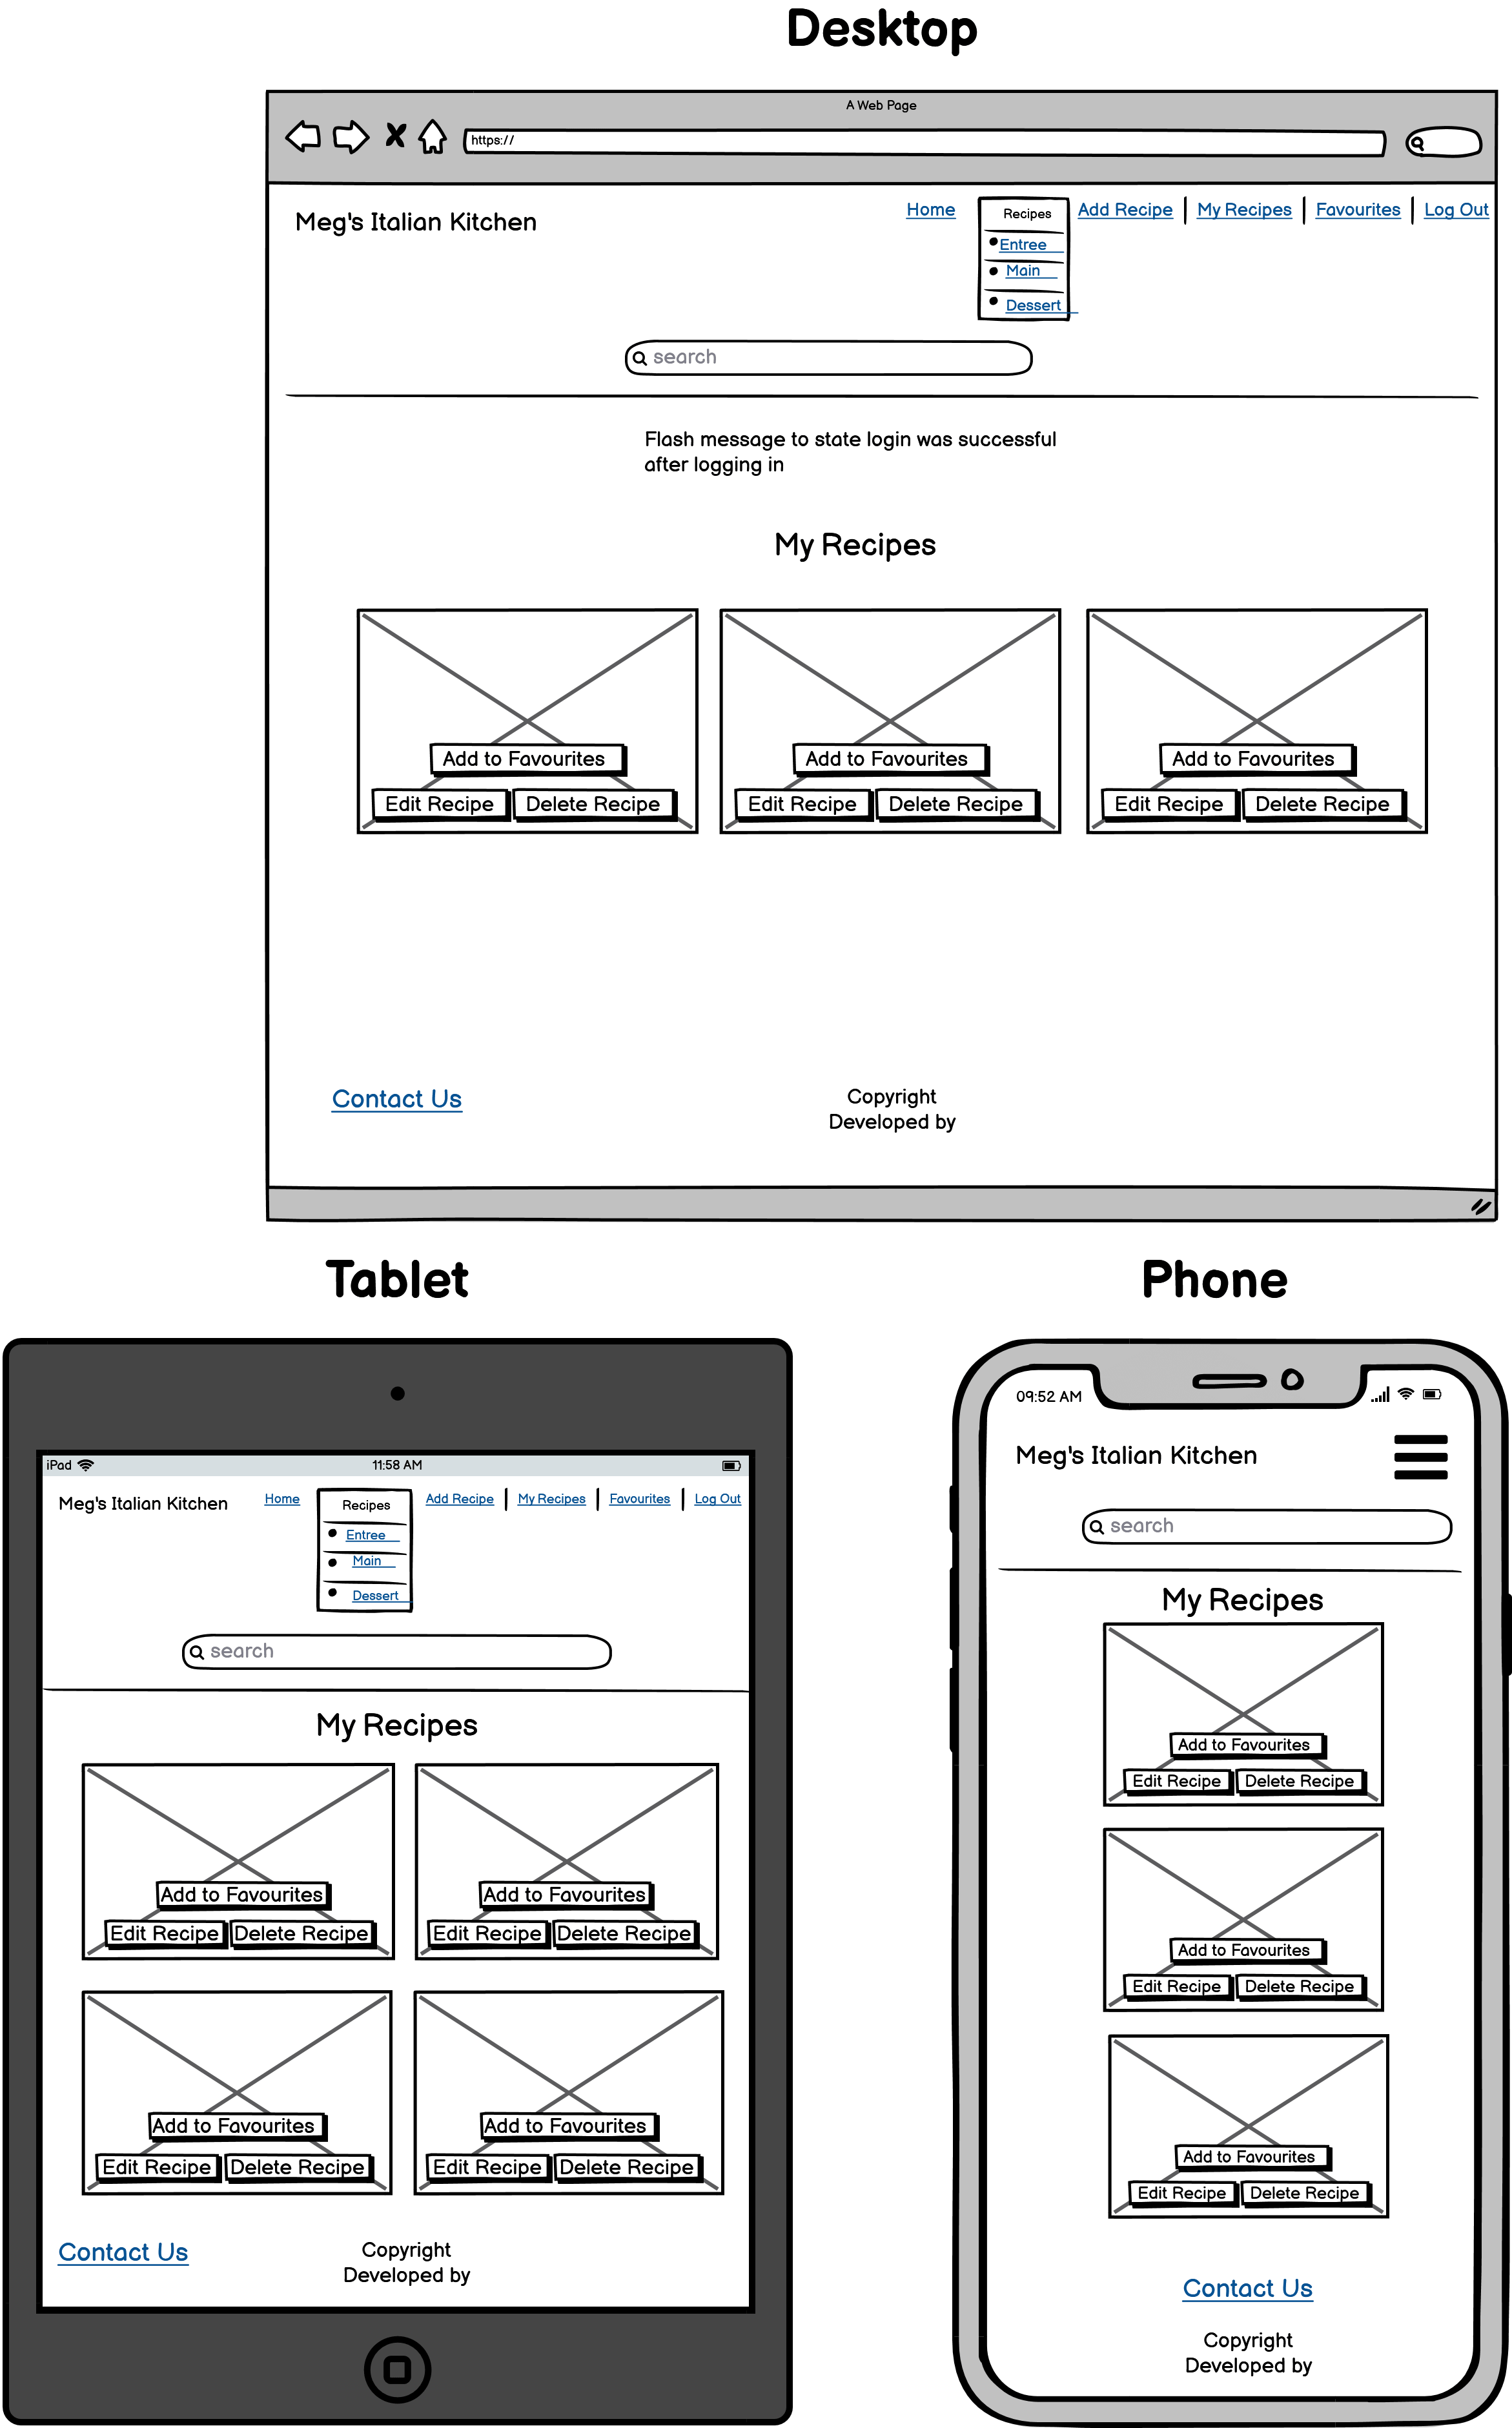 Desktop
A Web Page
https://
Meg's Italian Kitchen
Home
Recipes
Entree
Main
Dessert
Add Recipe
My Recipes
Favourites
Log Out
search
Flash message to state login was successful
after logging in
My Recipes
Add to Favourites
Edit Recipe Delete Recipe
Add to Favourites
Edit Recipe Delete Recipe
Add to Favourites
Edit Recipe Delete Recipe
Contact Us
Copyright
Developed by
Tablet
iPad
11:58 AM
Meg's Italian Kitchen
Home
Recipes
Entree
Main
Dessert
Add Recipe
My Recipes
Favourites
Log Out
search
My Recipes
Add to Favourites
Edit Recipe Delete Recipe
Add to Favourites
Edit Recipe Delete Recipe
Add to Favourites
Edit Recipe Delete Recipe
Add to Favourites
Edit Recipe Delete Recipe
Contact Us
Copyright
Developed by
Phone
09:52 AM
Meg's Italian Kitchen
search
My Recipes
Add to Favourites
Edit Recipe Delete Recipe
Add to Favourites
Edit Recipe Delete Recipe
Add to Favourites
Edit Recipe Delete Recipe
Contact Us
Copyright
Developed by